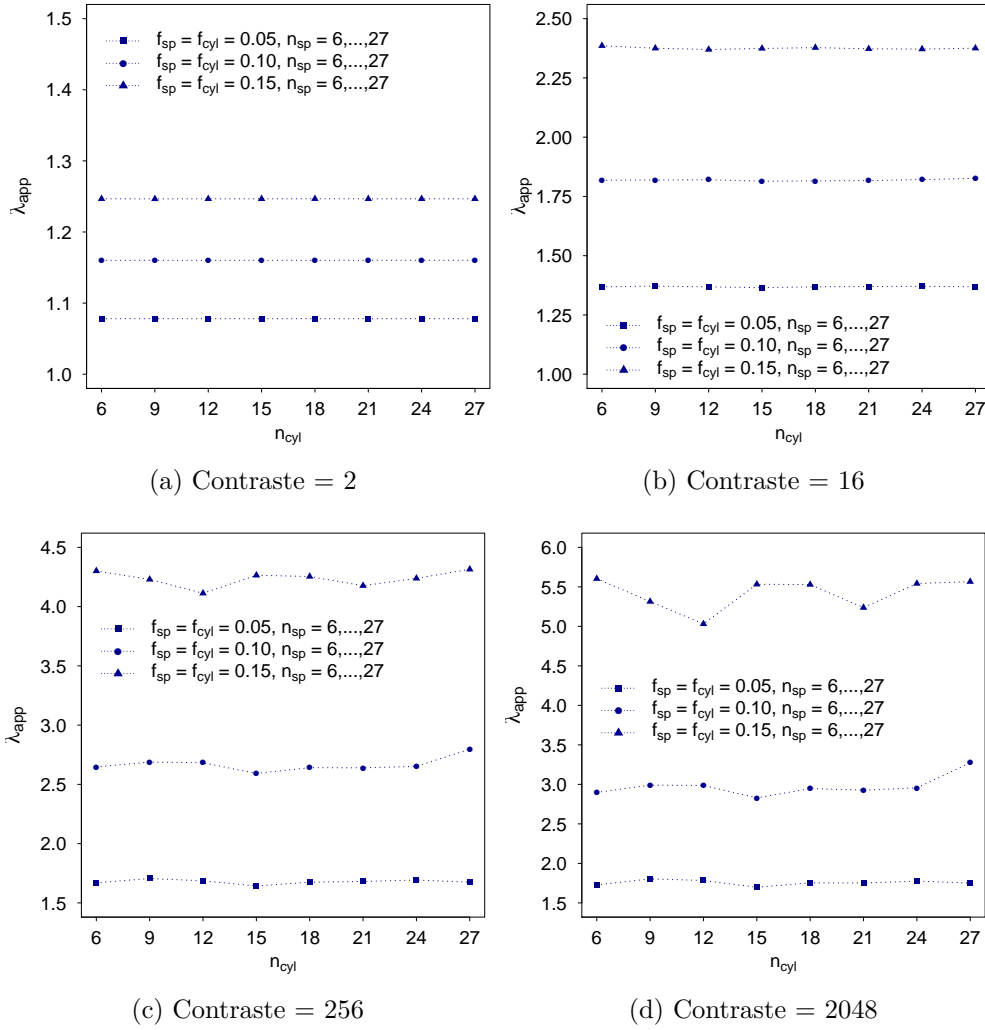 1.5
1.4
1.3
1.2
1.1
1.0
λapp
fsp = fcyl = 0.05, nsp = 6,...,27
fsp = fcyl = 0.10, nsp = 6,...,27
fsp = fcyl = 0.15, nsp = 6,...,27
6 9 12 15 18 21 24 27
ncyl
(a) Contraste = 2
2.50
2.25
2.00
1.75
1.50
1.25
1.00
λapp
fsp = fcyl = 0.05, nsp = 6,...,27
fsp = fcyl = 0.10, nsp = 6,...,27
fsp = fcyl = 0.15, nsp = 6,...,27
6 9 12 15 18 21 24 27
ncyl
(b) Contraste = 16
4.5
4.0
3.5
3.0
2.5
2.0
1.5
λapp
fsp = fcyl = 0.05, nsp = 6,...,27
fsp = fcyl = 0.10, nsp = 6,...,27
fsp = fcyl = 0.15, nsp = 6,...,27
6 9 12 15 18 21 24 27
ncyl
(c) Contraste = 256
6.0
5.5
5.0
4.5
4.0
3.5
3.0
2.5
2.0
1.5
λapp
fsp = fcyl = 0.05, nsp = 6,...,27
fsp = fcyl = 0.10, nsp = 6,...,27
fsp = fcyl = 0.15, nsp = 6,...,27
6 9 12 15 18 21 24 27
ncyl
(d) Contraste = 2048